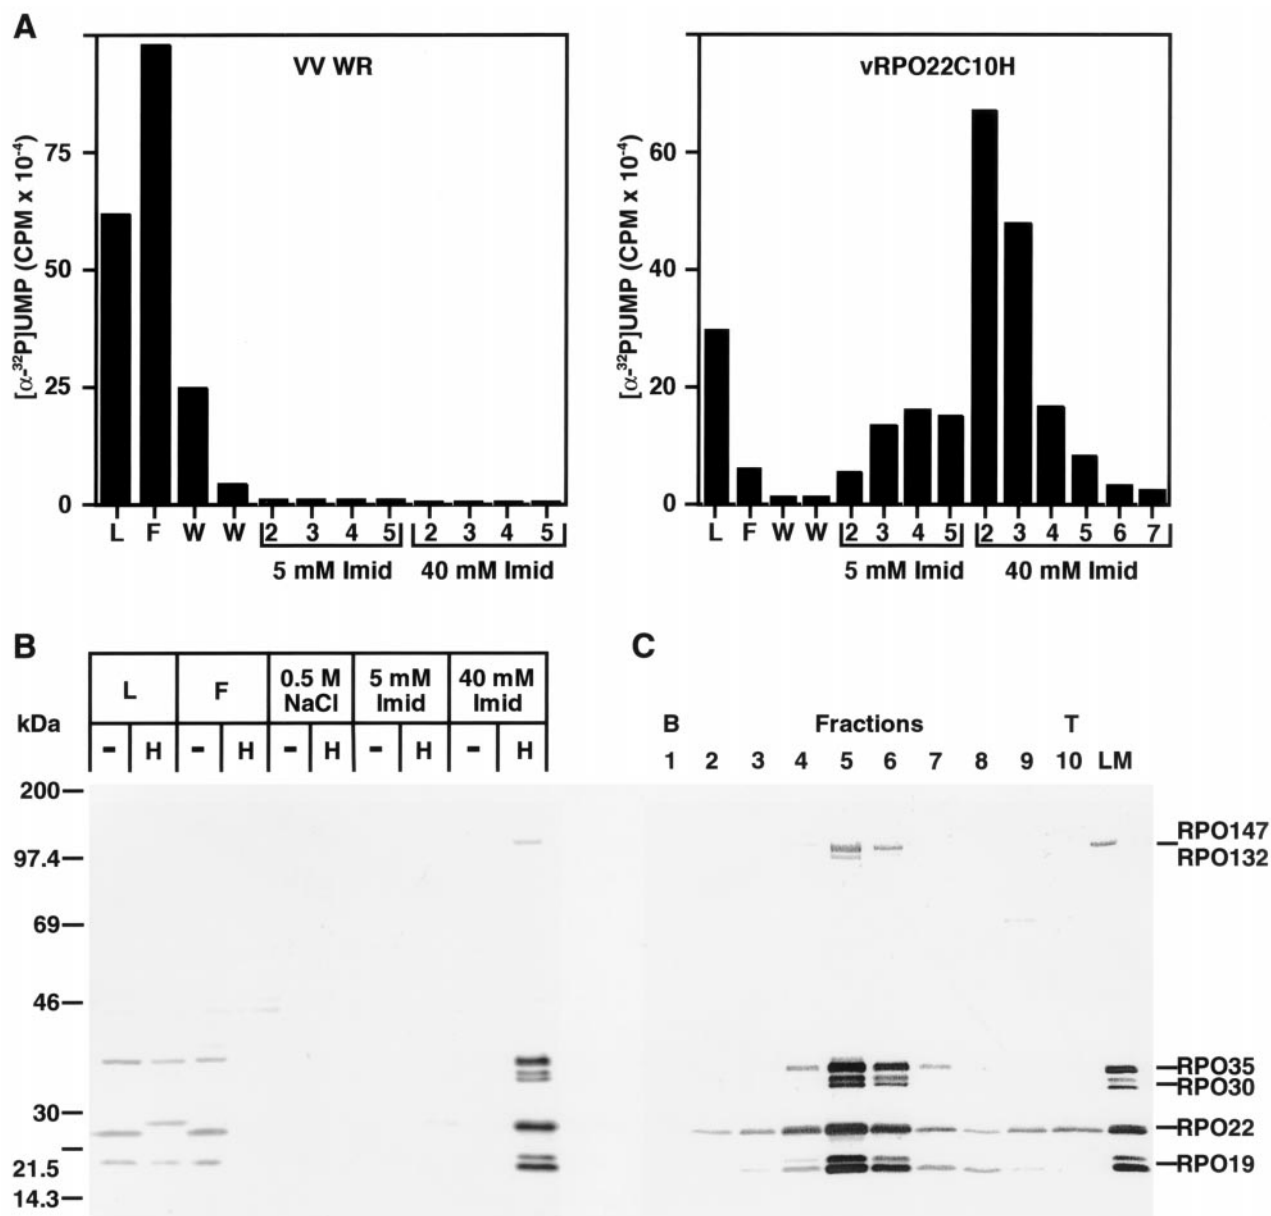 A
VV WR
[α-³²P]UMP (CPM x 10⁻⁴)
75
50
25
0
L F W W 2 3 4 5 2 3 4 5
5 mM Imid 40 mM Imid
vRPO22C10H
[α-³²P]UMP (CPM x 10⁻⁴)
60
40
20
0
L F W W 2 3 4 5 2 3 4 5 6 7
5 mM Imid 40 mM Imid
B
L F 0.5 M NaCl 5 mM Imid 40 mM Imid
kDa
- H - H - H - H - H
200
97.4
69
46
30
21.5
14.3
C
B Fractions T
1 2 3 4 5 6 7 8 9 10 LM
RPO147
RPO132
RPO35
RPO30
RPO22
RPO19